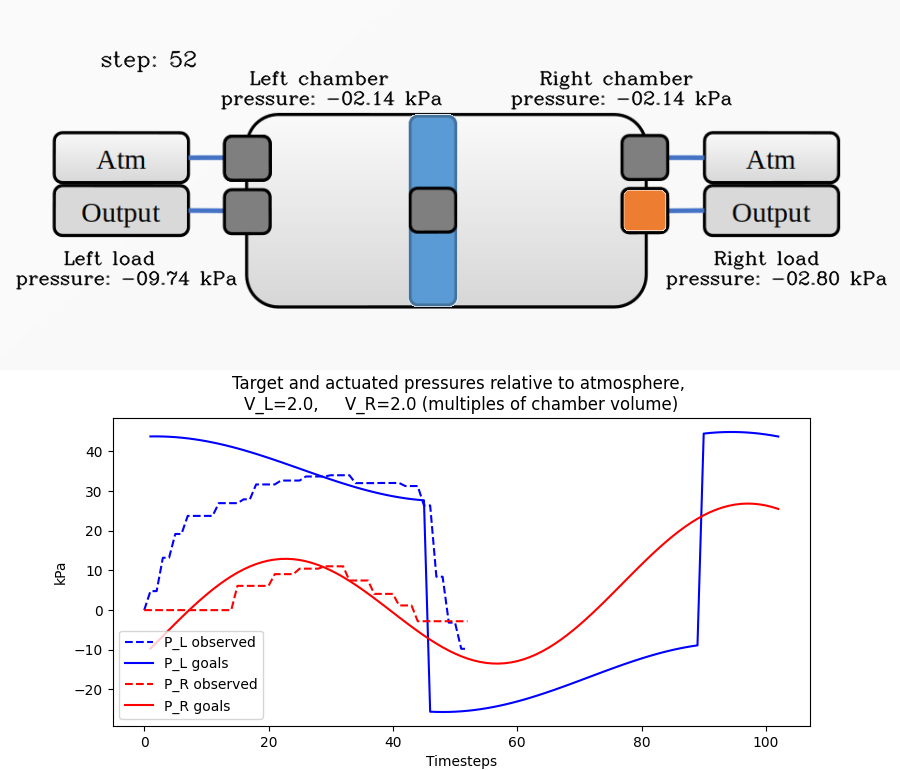 step: 52
Left chamber
pressure: -02.14 kPa
Right chamber
pressure: -02.14 kPa
Atm
Output
Atm
Output
Left load
pressure: -09.74 kPa
Right load
pressure: -02.80 kPa
Target and actuated pressures relative to atmosphere,
V_L=2.0, V_R=2.0 (multiples of chamber volume)
kPa
40
30
20
10
0
−10
−20
P_L observed
P_L goals
P_R observed
P_R goals
0 20 40 60 80 100
Timesteps